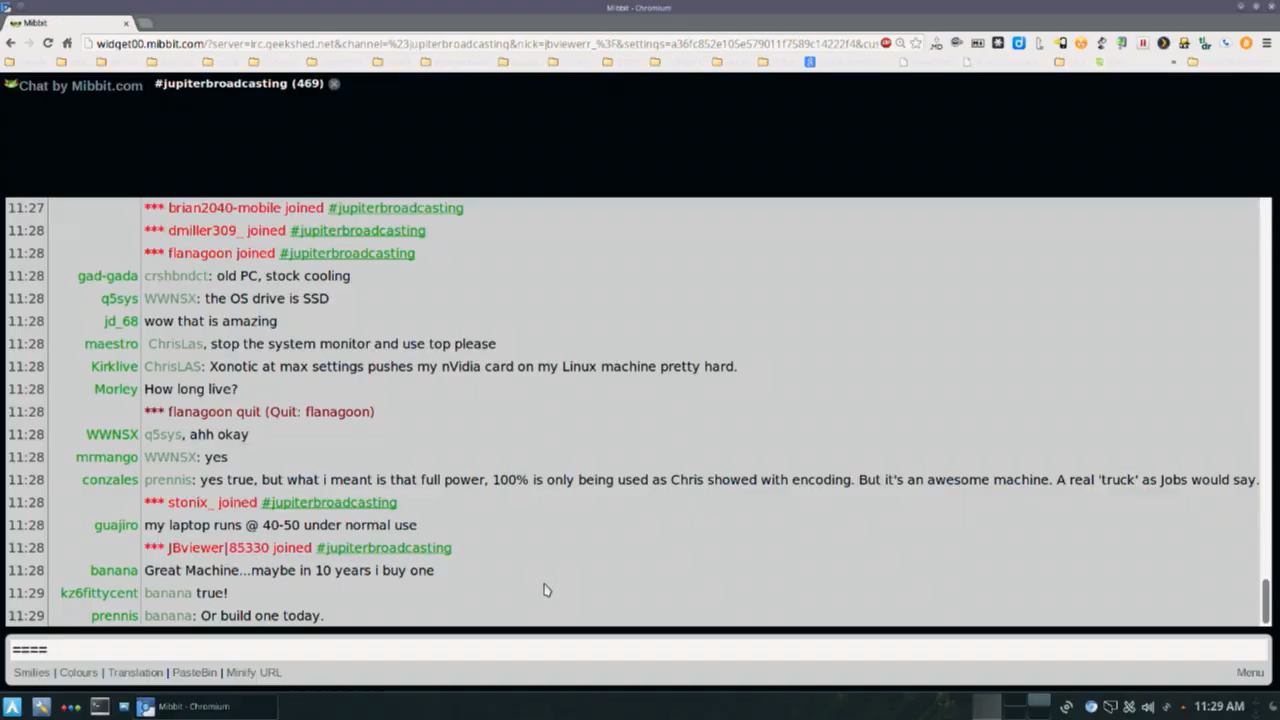 Mibbit - Chromium
Mibbit
widget00.mibbit.com/?server=irc.geekshed.net&channel=%23jupiterbroadcasting&nick=jbviewerr_%3F&settings=a36fc852e105e579011f7589c14222f4&cus
Chat by Mibbit.com #jupiterbroadcasting (469)
11:27 *** brian2040-mobile joined #jupiterbroadcasting
11:28 *** dmiller309_ joined #jupiterbroadcasting
11:28 *** flanagoon joined #jupiterbroadcasting
11:28 gad-gada crshbndct: old PC, stock cooling
11:28 q5sys WWNSX: the OS drive is SSD
11:28 jd_68 wow that is amazing
11:28 maestro ChrisLas, stop the system monitor and use top please
11:28 Kirklive ChrisLAS: Xonotic at max settings pushes my nVidia card on my Linux machine pretty hard.
11:28 Morley How long live?
11:28 *** flanagoon quit (Quit: flanagoon)
11:28 WWNSX q5sys, ahh okay
11:28 mrmango WWNSX: yes
11:28 conzales prennis: yes true, but what i meant is that full power, 100% is only being used as Chris showed with encoding. But it's an awesome machine. A real 'truck' as Jobs would say.
11:28 *** stonix_ joined #jupiterbroadcasting
11:28 guajiro my laptop runs @ 40-50 under normal use
11:28 *** JBviewer|85330 joined #jupiterbroadcasting
11:28 banana Great Machine...maybe in 10 years i buy one
11:29 kz6fittycent banana true!
11:29 prennis banana: Or build one today.
====
Smilies | Colours | Translation | PasteBin | Minify URL Menu
Mibbit - Chromium 11:29 AM